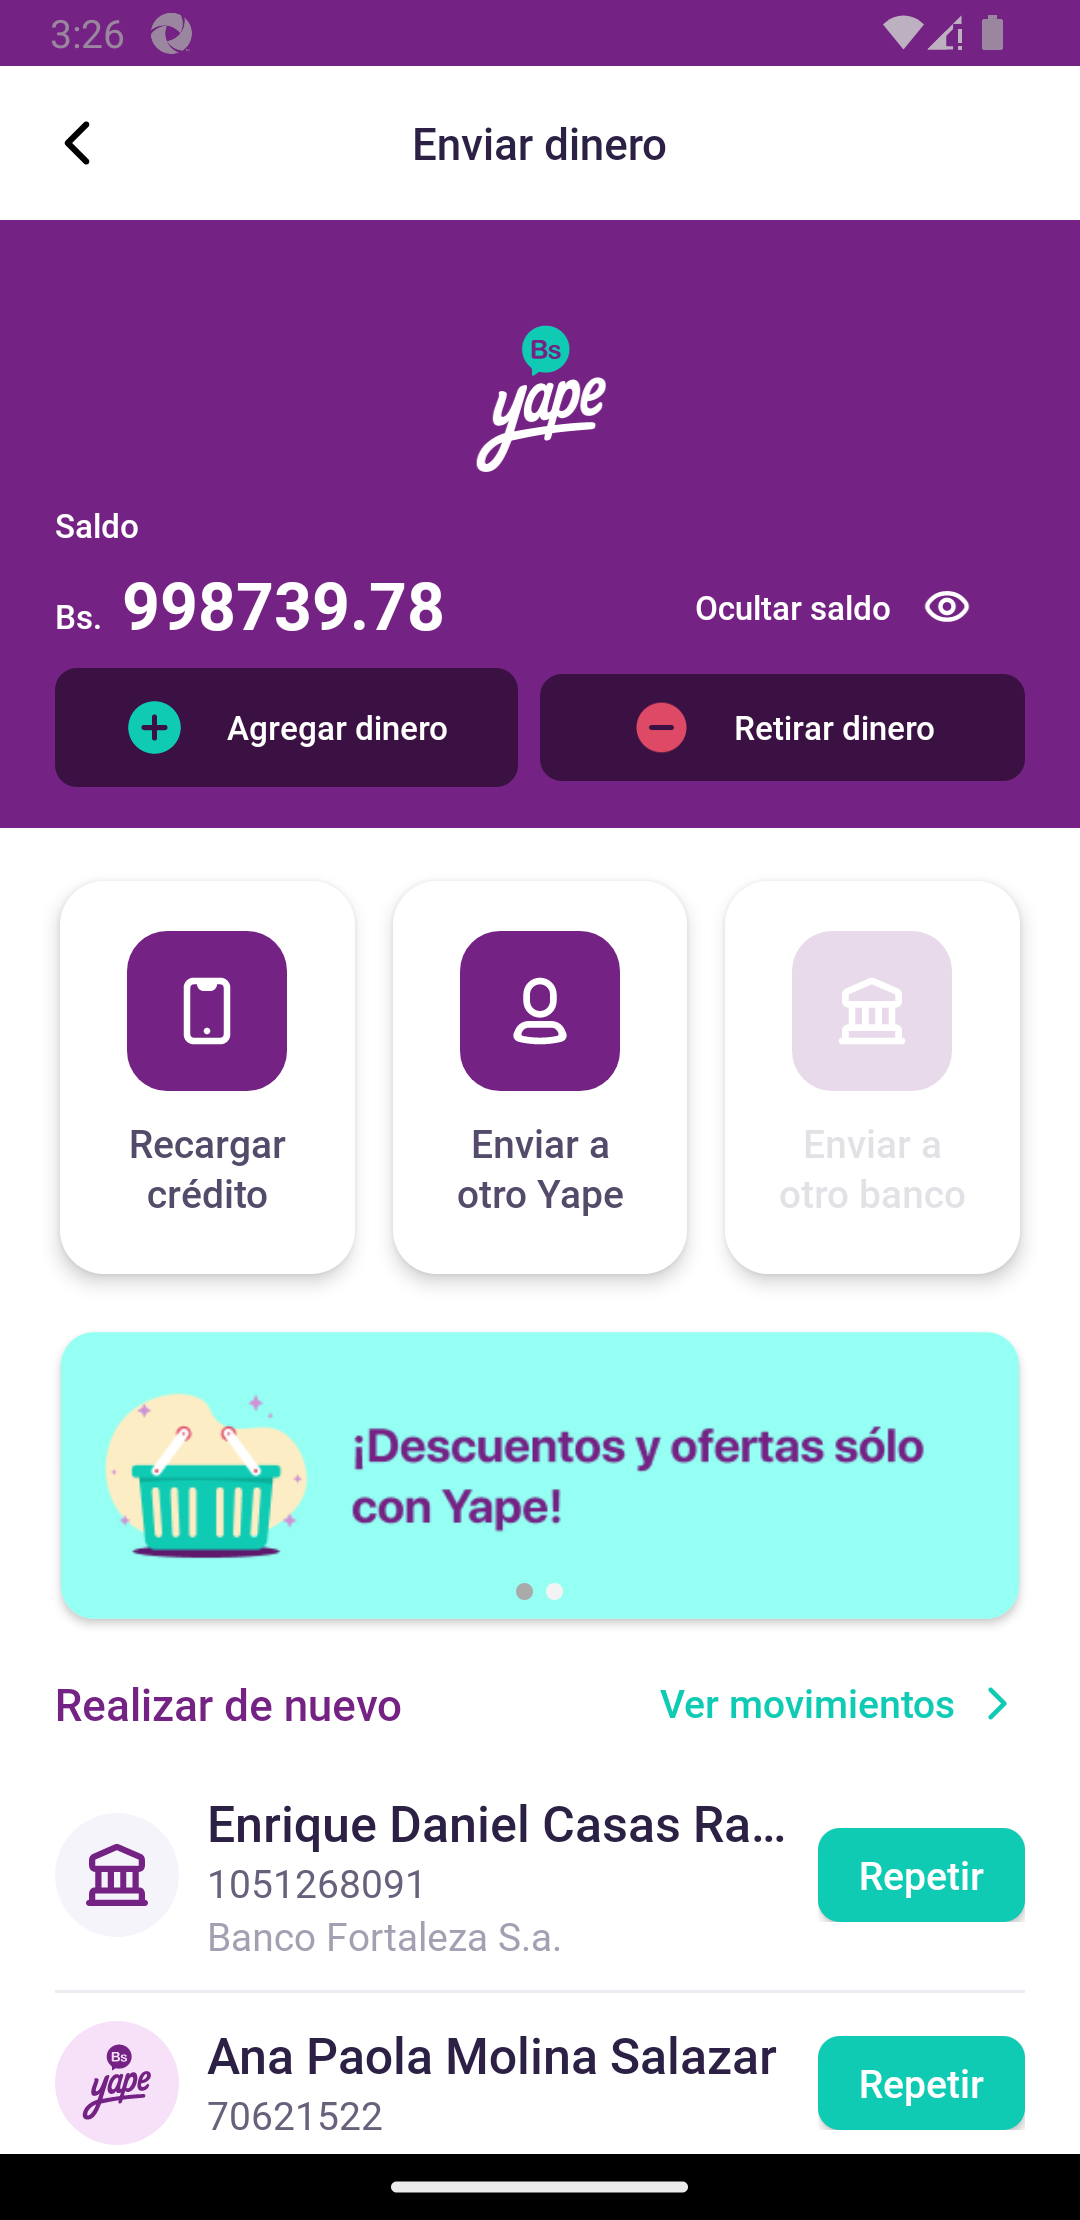 3:26
Enviar dinero
Bs
yape
Saldo
Bs. 998739.78
Ocultar saldo
Agregar dinero
Retirar dinero
Recargar
crédito
Enviar a
otro Yape
Enviar a
otro banco
¡Descuentos y ofertas sólo
con Yape!
Realizar de nuevo
Ver movimientos
Enrique Daniel Casas Ra...
1051268091
Banco Fortaleza S.a.
Repetir
Bs
yape
Ana Paola Molina Salazar
70621522
Repetir